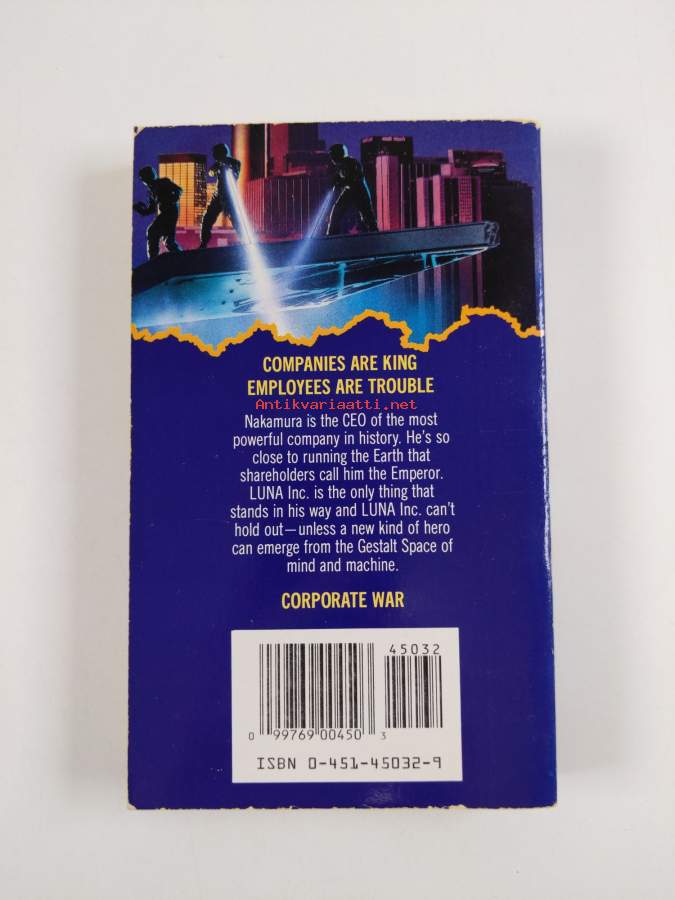 COMPANIES ARE KING
EMPLOYEES ARE TROUBLE
Antikvariaatti.net
Nakamura is the CEO of the most
powerful company in history. He's so
close to running the Earth that
shareholders call him the Emperor.
LUNA Inc. is the only thing that
stands in his way and LUNA Inc. can't
hold out—unless a new kind of hero
can emerge from the Gestalt Space of
mind and machine.
CORPORATE WAR
45032
0 99769 00450 3
ISBN 0-451-45032-9